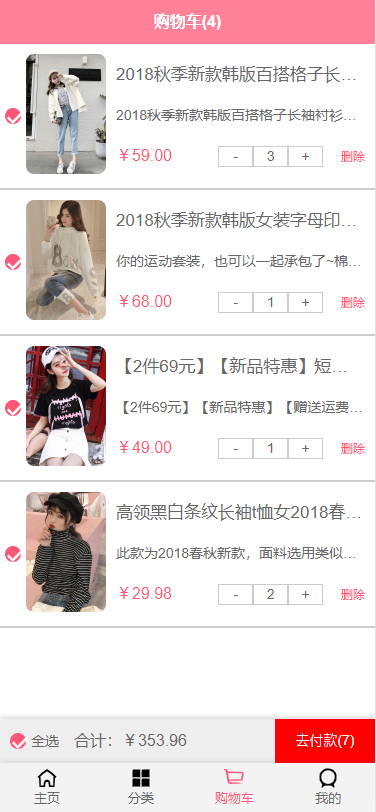 购物车(4)
2018秋季新款韩版百搭格子长…
2018秋季新款韩版百搭格子长袖衬衫…
￥59.00
- 3 + 删除
2018秋季新款韩版女装字母印…
你的运动套装，也可以一起承包了~棉…
￥68.00
- 1 + 删除
【2件69元】【新品特惠】短…
【2件69元】【新品特惠】【赠送运费…
￥49.00
- 1 + 删除
高领黑白条纹长袖t恤女2018春…
此款为2018春秋新款，面料选用类似…
￥29.98
- 2 + 删除
全选 合计：￥353.96 去付款(7)
主页 分类 购物车 我的